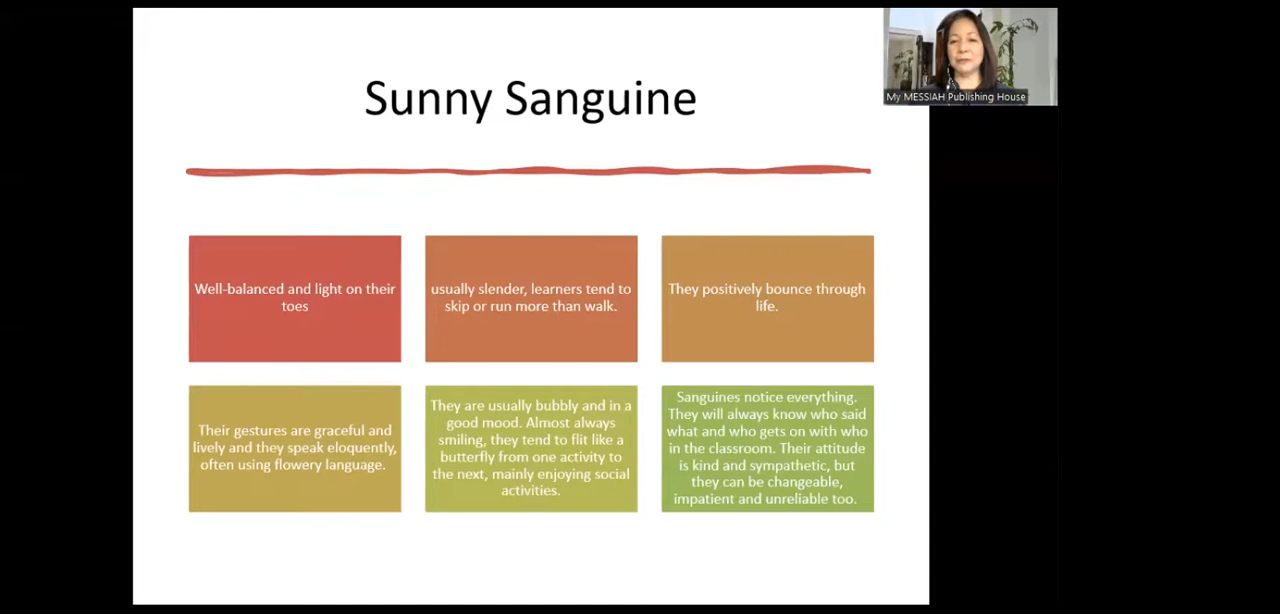 My MESSIAH Publishing House
Sunny Sanguine
Well-balanced and light on their
toes
usually slender, learners tend to
skip or run more than walk.
They positively bounce through
life.
Their gestures are graceful and
lively and they speak eloquently,
often using flowery language.
They are usually bubbly and in a
good mood. Almost always
smiling, they tend to flit like a
butterfly from one activity to
the next, mainly enjoying social
activities.
Sanguines notice everything.
They will always know who said
what and who gets on with who
in the classroom. Their attitude
is kind and sympathetic, but
they can be changeable,
impatient and unreliable too.